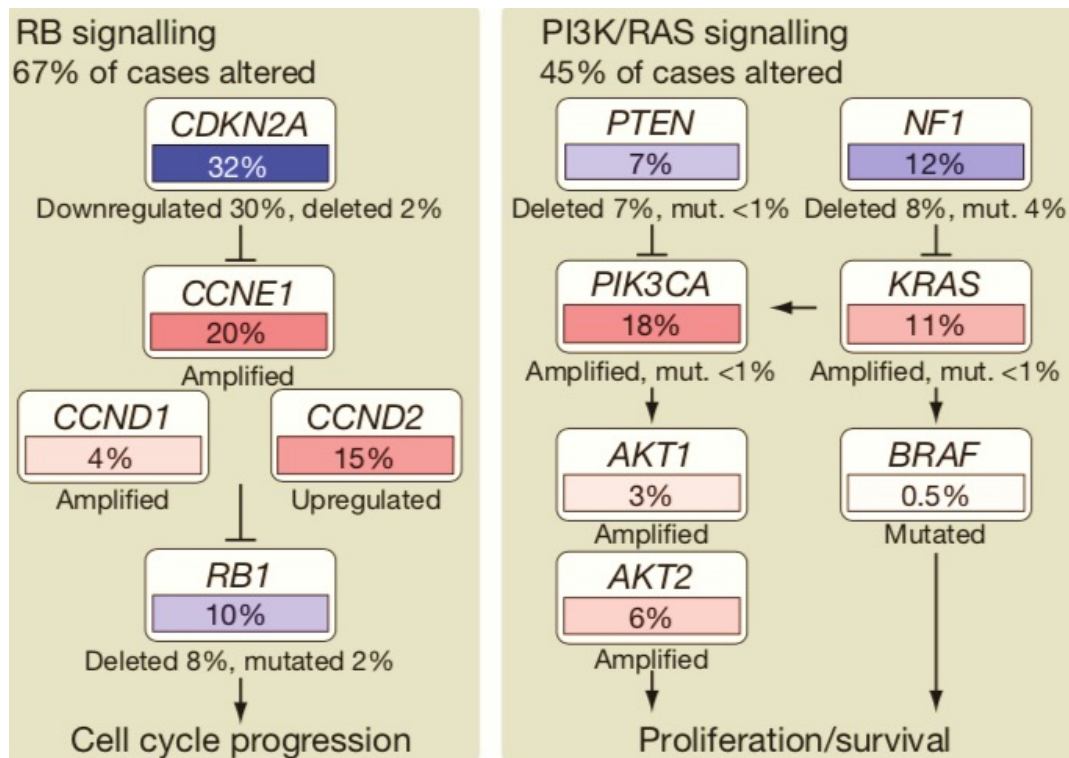 RB signalling
67% of cases altered
CDKN2A
32%
Downregulated 30%, deleted 2%
CCNE1
20%
Amplified
CCND1
4%
Amplified
CCND2
15%
Upregulated
RB1
10%
Deleted 8%, mutated 2%
Cell cycle progression
PI3K/RAS signalling
45% of cases altered
PTEN
7%
Deleted 7%, mut. <1%
NF1
12%
Deleted 8%, mut. 4%
PIK3CA
18%
Amplified, mut. <1%
KRAS
11%
Amplified, mut. <1%
AKT1
3%
Amplified
BRAF
0.5%
Mutated
AKT2
6%
Amplified
Proliferation/survival